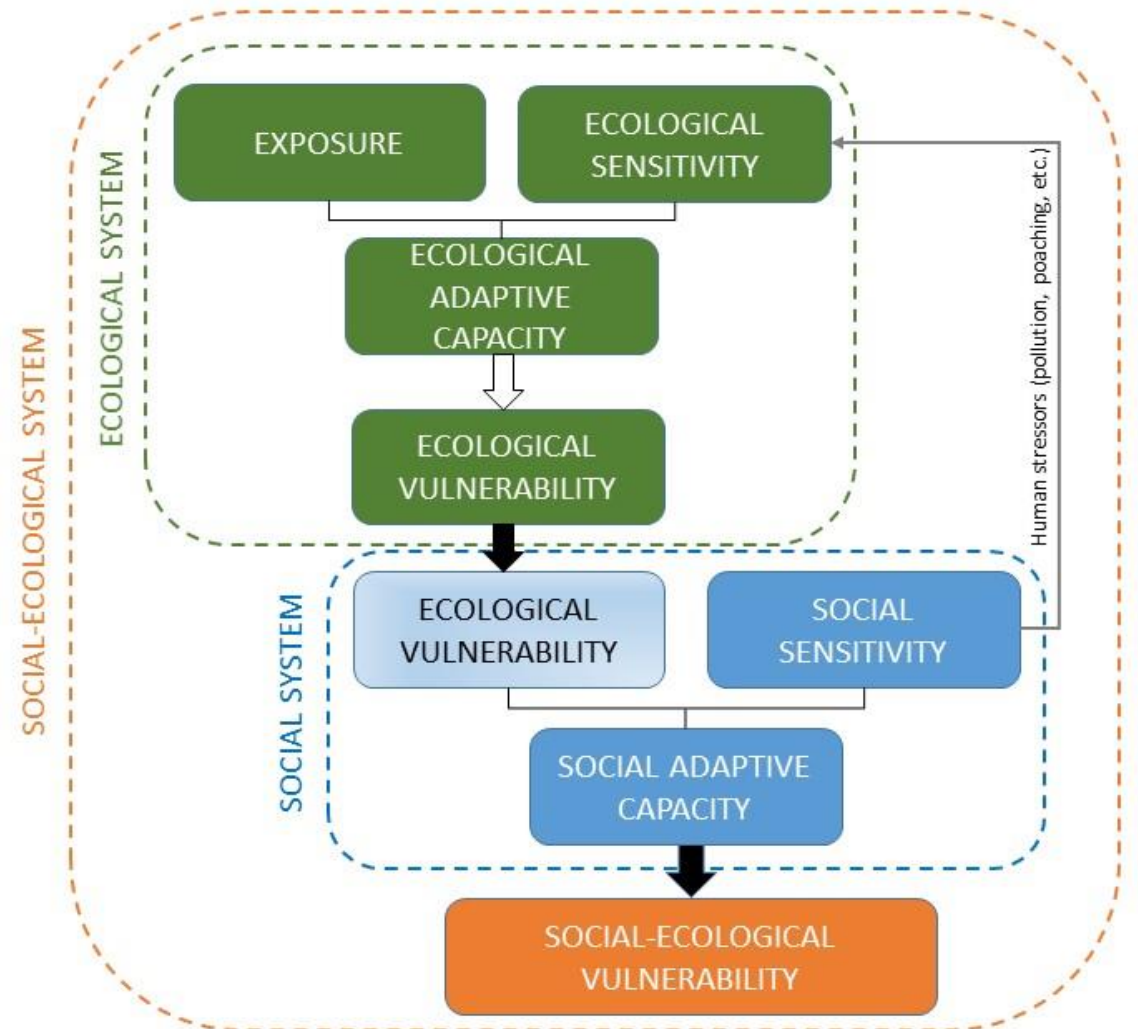 SOCIAL-ECOLOGICAL SYSTEM
ECOLOGICAL SYSTEM
EXPOSURE
ECOLOGICAL
SENSITIVITY
ECOLOGICAL
ADAPTIVE
CAPACITY
ECOLOGICAL
VULNERABILITY
Human stressors (pollution, poaching, etc.)
SOCIAL SYSTEM
ECOLOGICAL
VULNERABILITY
SOCIAL
SENSITIVITY
SOCIAL ADAPTIVE
CAPACITY
SOCIAL-ECOLOGICAL
VULNERABILITY